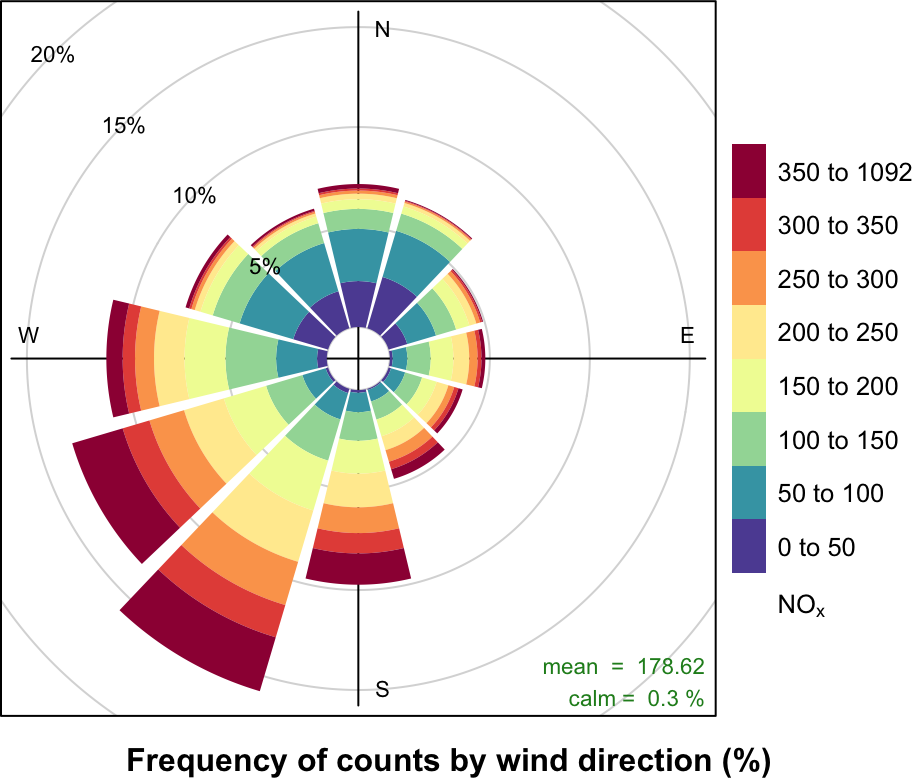 N
20%
15%
10%
5%
W
E
S
mean = 178.62
calm = 0.3 %
350 to 1092
300 to 350
250 to 300
200 to 250
150 to 200
100 to 150
50 to 100
0 to 50
NOₓ
Frequency of counts by wind direction (%)